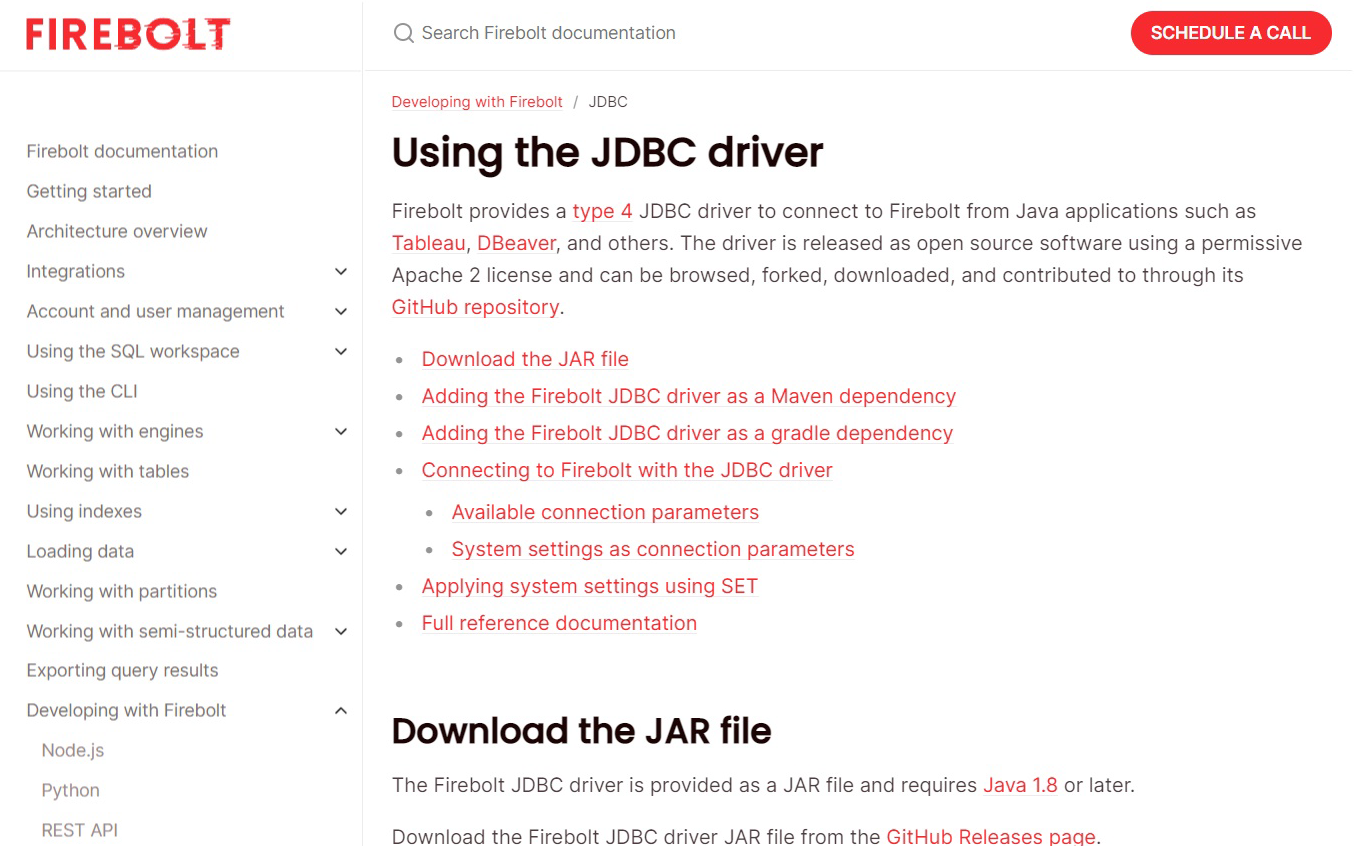 FIREBOLT
Search Firebolt documentation
SCHEDULE A CALL
Firebolt documentation
Getting started
Architecture overview
Integrations
Account and user management
Using the SQL workspace
Using the CLI
Working with engines
Working with tables
Using indexes
Loading data
Working with partitions
Working with semi-structured data
Exporting query results
Developing with Firebolt
Node.js
Python
REST API
Developing with Firebolt / JDBC
Using the JDBC driver
Firebolt provides a type 4 JDBC driver to connect to Firebolt from Java applications such as
Tableau, DBeaver, and others. The driver is released as open source software using a permissive
Apache 2 license and can be browsed, forked, downloaded, and contributed to through its
GitHub repository.
• Download the JAR file
• Adding the Firebolt JDBC driver as a Maven dependency
• Adding the Firebolt JDBC driver as a gradle dependency
• Connecting to Firebolt with the JDBC driver
• Available connection parameters
• System settings as connection parameters
• Applying system settings using SET
• Full reference documentation
Download the JAR file
The Firebolt JDBC driver is provided as a JAR file and requires Java 1.8 or later.
Download the Firebolt JDBC driver JAR file from the GitHub Releases page.